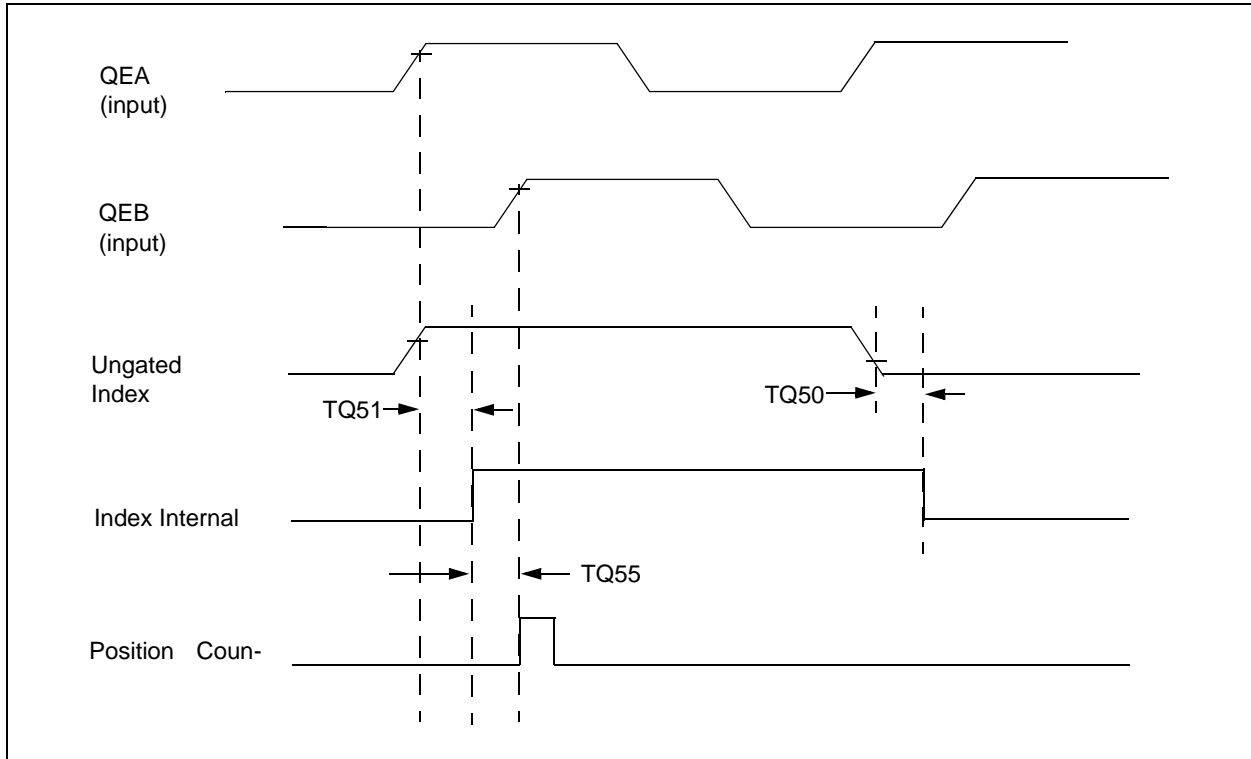 QEA
(input)
QEB
(input)
Ungated
Index
TQ51
TQ50
Index Internal
TQ55
Position Coun-